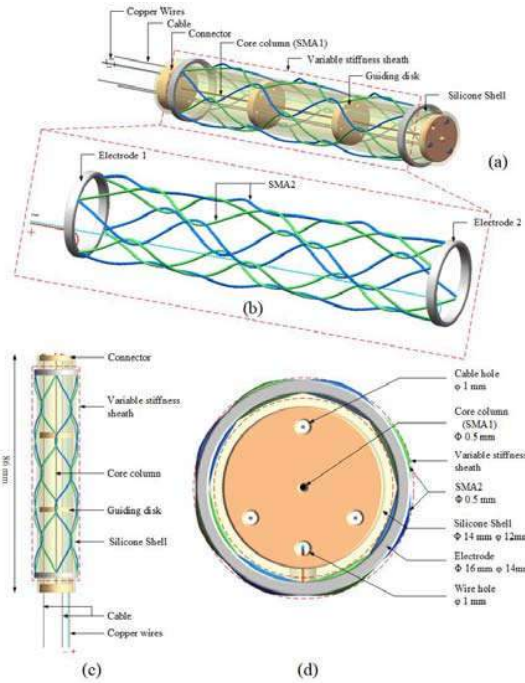 Copper Wires
Cable
Connector
Core column (SMA1)
Variable stiffness sheath
Guiding disk
Silicone Shell
(a)
Electrode 1
SMA2
Electrode 2
− +
(b)
Connector
Variable stiffness
sheath
86 mm
Core column
Guiding disk
Silicone Shell
Cable
Copper wires
− +
(c)
Cable hole
φ 1 mm
Core column
(SMA1)
Φ 0.5 mm
Variable stiffness
sheath
SMA2
Φ 0.5 mm
Silicone Shell
Φ 14 mm φ 12mm
Electrode
Φ 16 mm φ 14mm
Wire hole
φ 1 mm
(d)